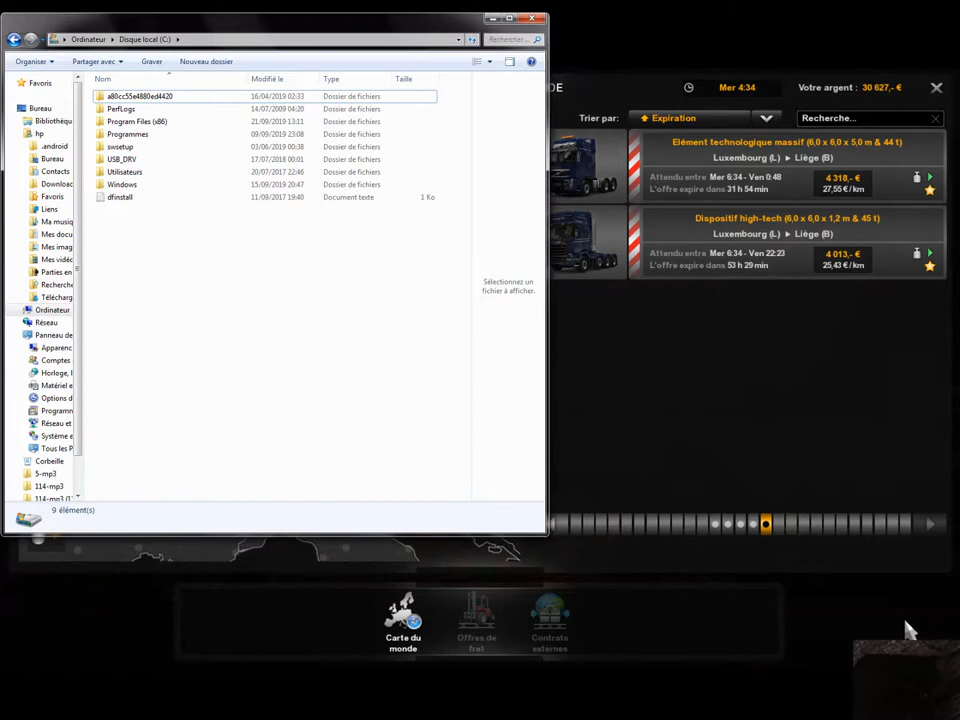 Ordinateur ▸ Disque local (C:) ▸
Rechercher...
Organiser ▾ Partager avec ▾ Graver Nouveau dossier
Favoris
Bureau
Bibliothèqu
hp
.android
Bureau
Contacts
Downloac
Favoris
Liens
Ma musiq
Mes docu
Mes imag
Mes vidéo
Parties en
Recherche
Télécharg
Ordinateur
Réseau
Panneau de
Apparenc
Comptes
Horloge,
Matériel e
Options d
Programm
Réseau et
Système e
Tous les P
Corbeille
5-mp3
114-mp3
114-mp3 (1
Nom Modifié le Type Taille
a80cc55e4880ed4420 16/04/2019 02:33 Dossier de fichiers
PerfLogs 14/07/2009 04:20 Dossier de fichiers
Program Files (x86) 21/09/2019 13:11 Dossier de fichiers
Programmes 09/09/2019 23:08 Dossier de fichiers
swsetup 03/06/2019 00:38 Dossier de fichiers
USB_DRV 17/07/2018 00:01 Dossier de fichiers
Utilisateurs 20/07/2017 22:46 Dossier de fichiers
Windows 15/09/2019 20:47 Dossier de fichiers
dfinstall 11/09/2017 19:40 Document texte 1 Ko
Sélectionnez un
fichier à afficher.
9 élément(s)
DE
Mer 4:34
Votre argent : 30 627,- €
Trier par: Expiration
Recherche...
Elément technologique massif (6,0 x 6,0 x 5,0 m & 44 t)
Luxembourg (L) ▸ Liège (B)
Attendu entre Mer 6:34 - Ven 0:48
L'offre expire dans 31 h 54 min
4 318,- €
27,55 €/km
Dispositif high-tech (6,0 x 6,0 x 1,2 m & 45 t)
Luxembourg (L) ▸ Liège (B)
Attendu entre Mer 6:34 - Ven 22:23
L'offre expire dans 53 h 29 min
4 013,- €
25,43 €/km
Carte du
monde
Offres de
fret
Contrats
externes